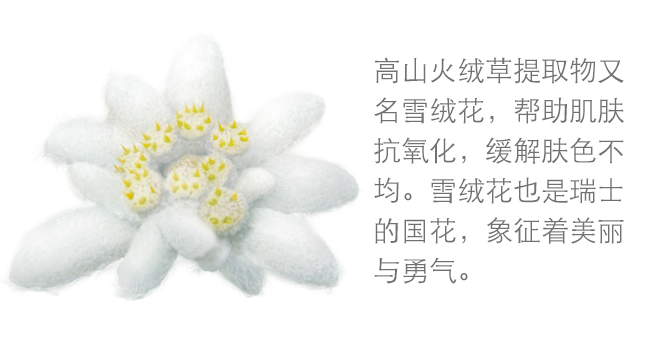 高山火绒草提取物又
名雪绒花，帮助肌肤
抗氧化，缓解肤色不
均。雪绒花也是瑞士
的国花，象征着美丽
与勇气。